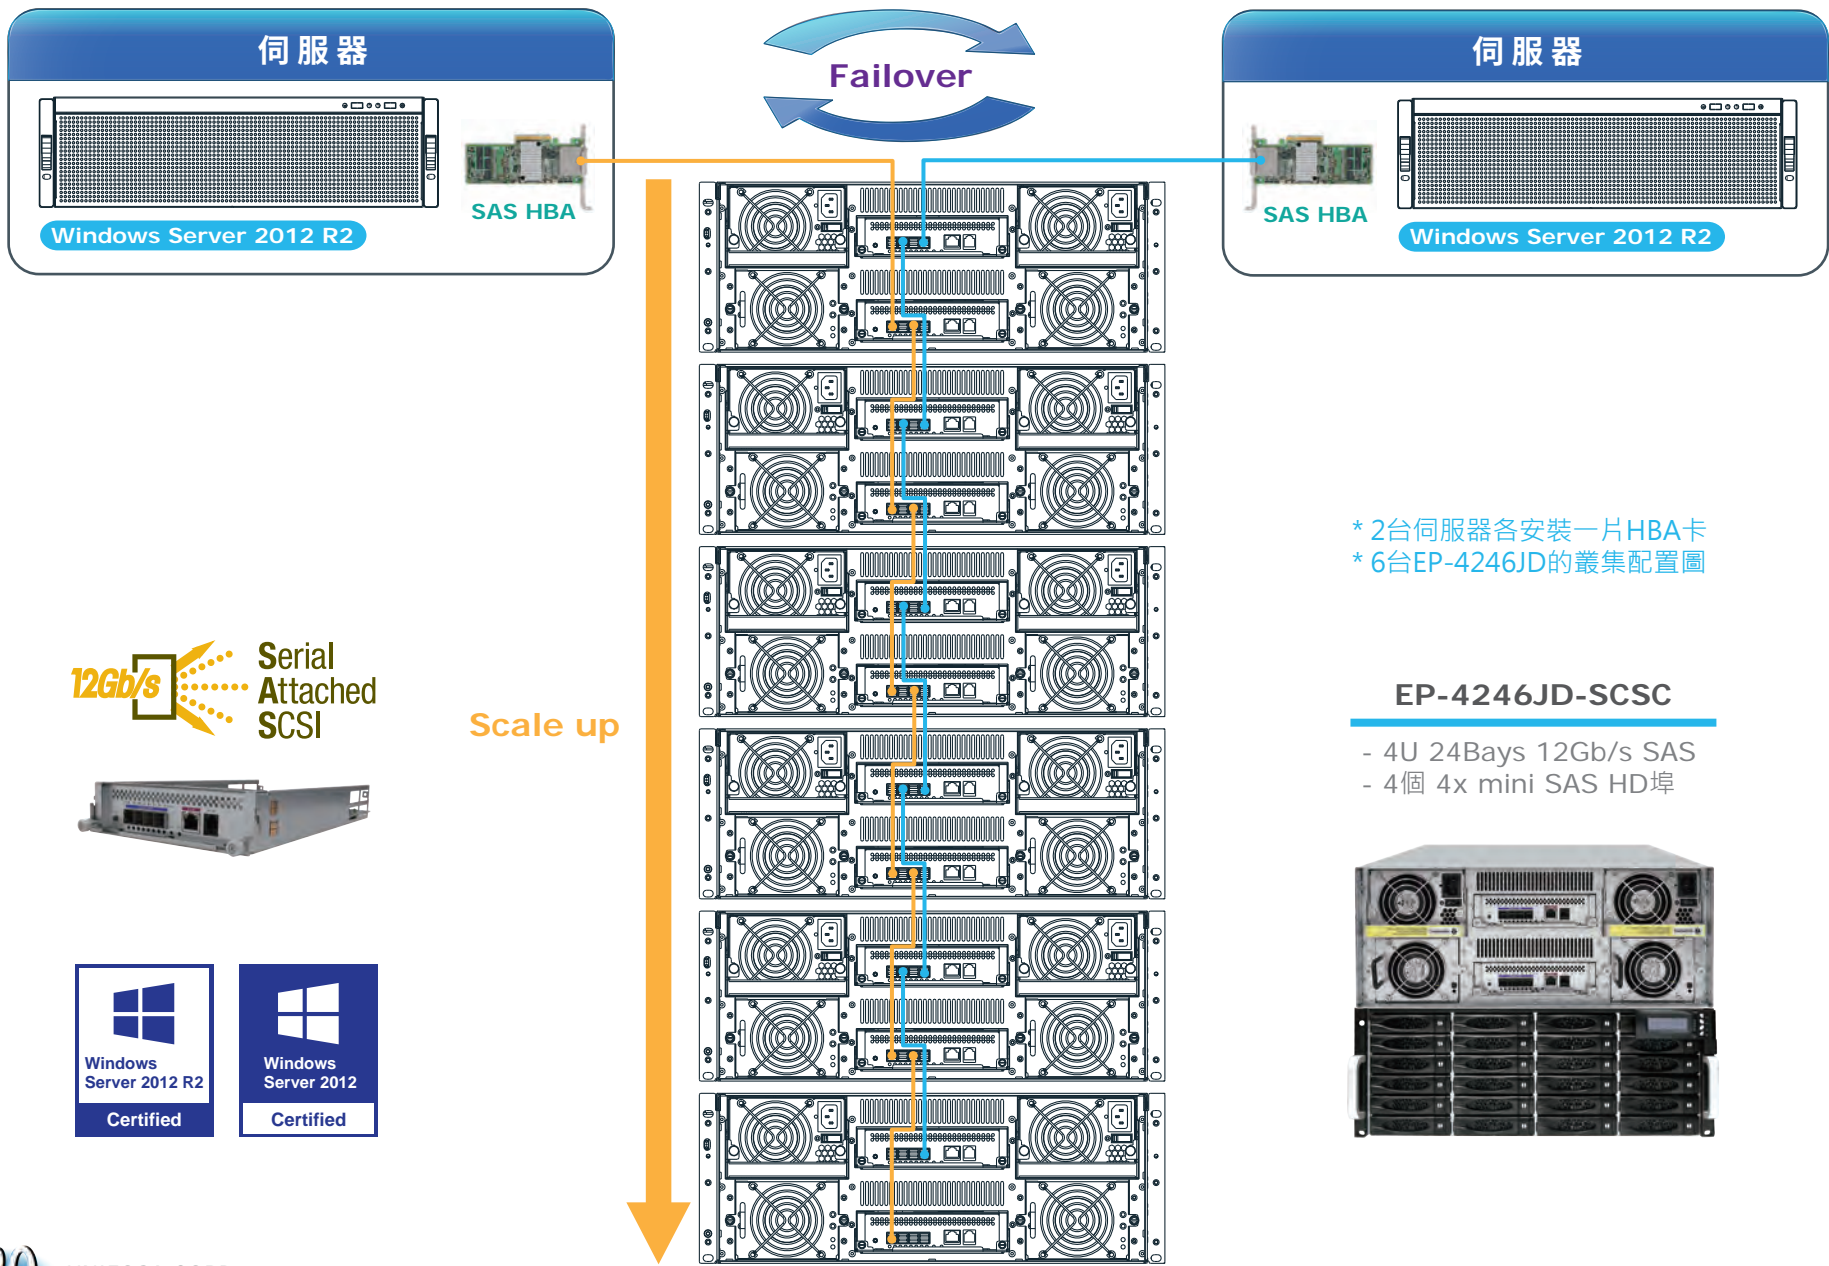 伺服器
Failover
伺服器
SAS HBA
Windows Server 2012 R2
SAS HBA
Windows Server 2012 R2
* 2台伺服器各安裝一片HBA卡
* 6台EP-4246JD的叢集配置圖
12Gb/s
Serial
Attached
SCSI
Scale up
EP-4246JD-SCSC
- 4U 24Bays 12Gb/s SAS
- 4個 4x mini SAS HD埠
Windows
Server 2012 R2
Certified
Windows
Server 2012
Certified